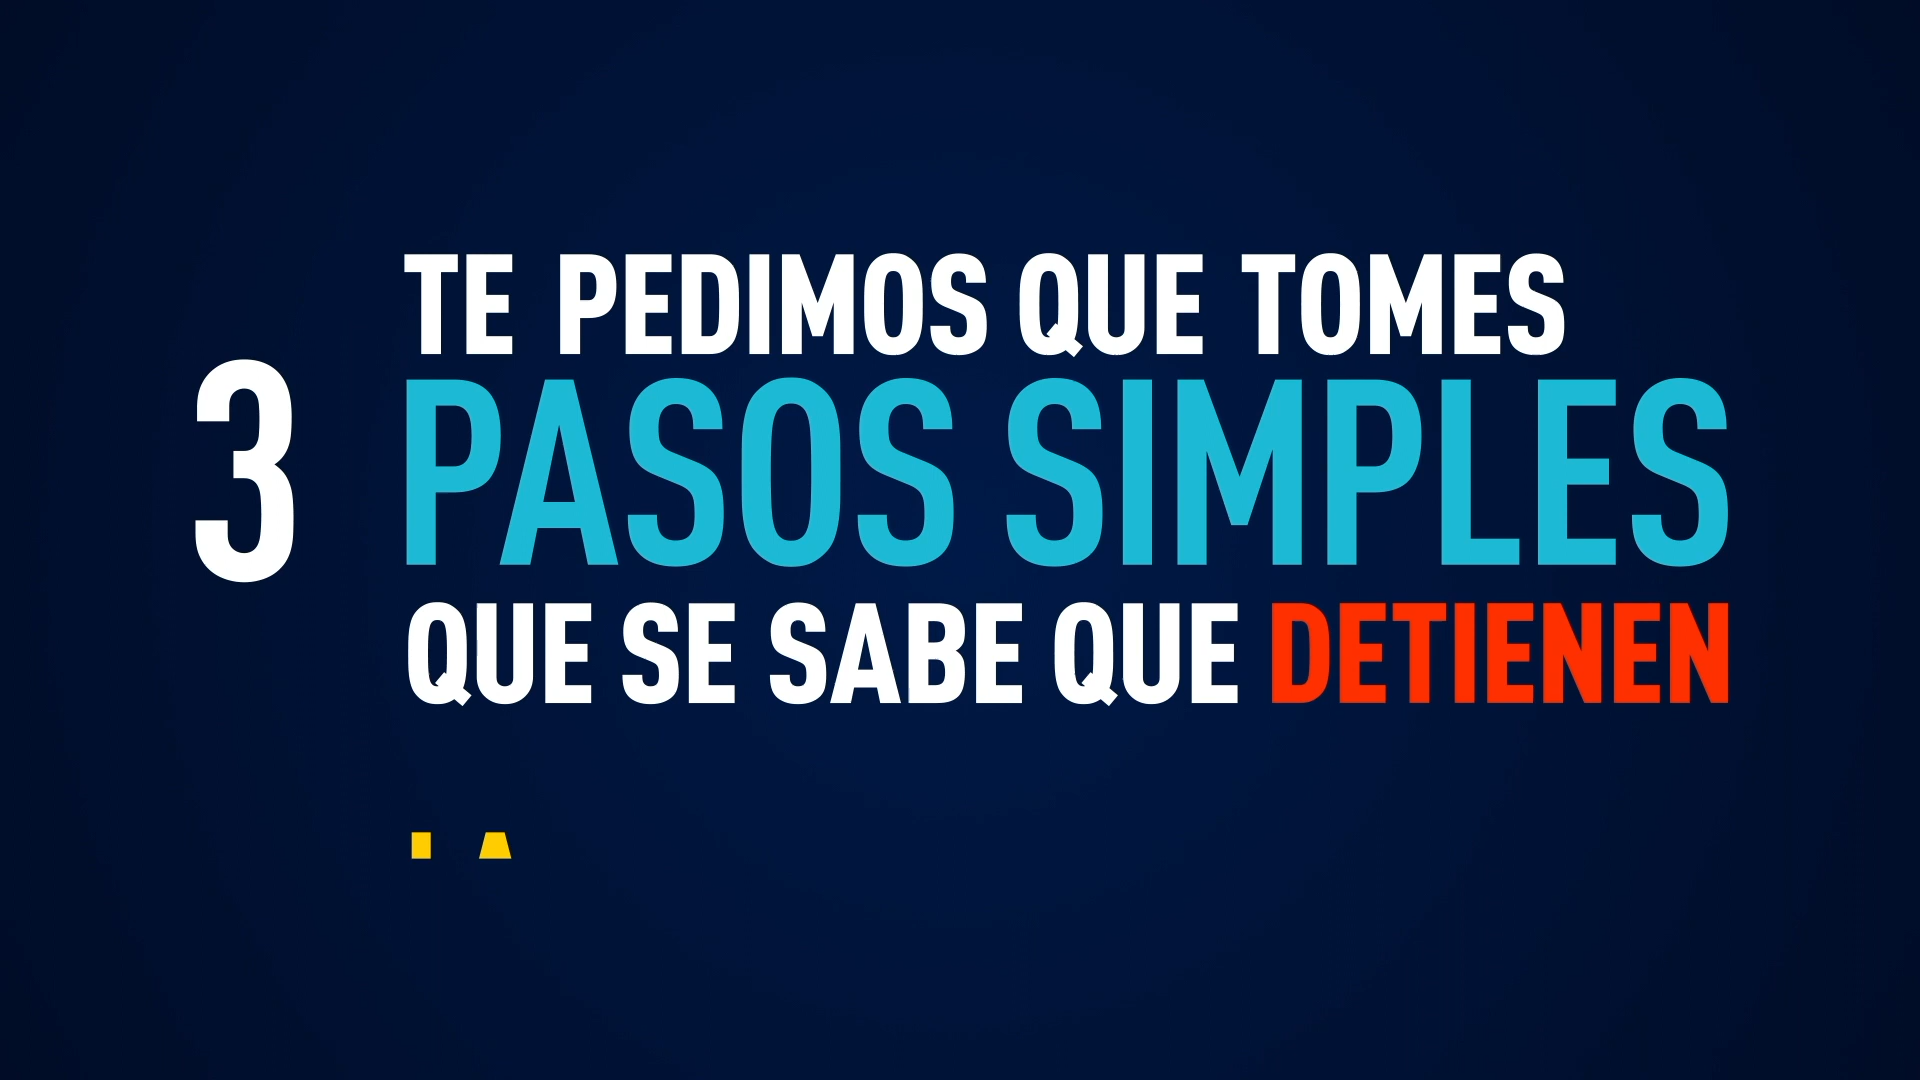 TE PEDIMOS QUE TOMES
3 PASOS SIMPLES
QUE SE SABE QUE DETIENEN